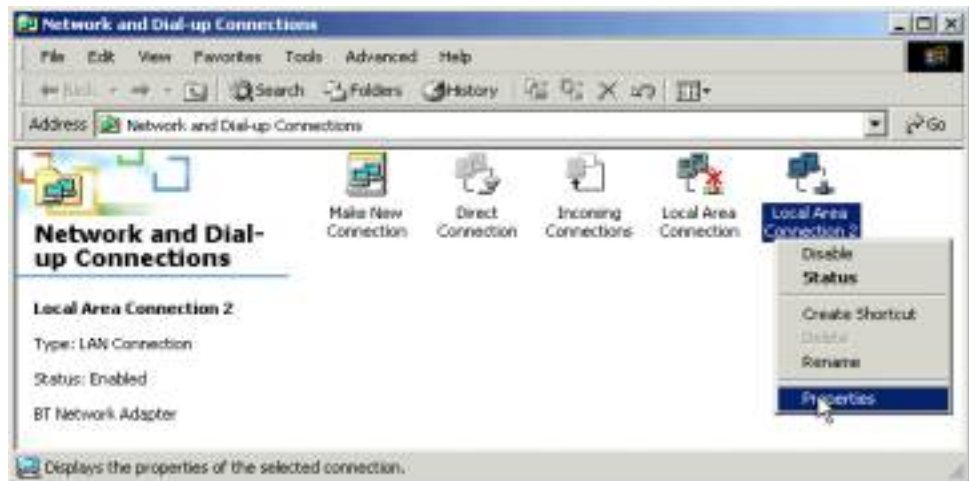 Network and Dial-up Connections
File Edit View Favorites Tools Advanced Help
Back Search Folders History
Address Network and Dial-up Connections Go
Make New Connection
Direct Connection
Incoming Connections
Local Area Connection
Local Area Connection 2
Network and Dial-
up Connections
Local Area Connection 2
Type: LAN Connection
Status: Enabled
BT Network Adapter
Disable
Status
Create Shortcut
Delete
Rename
Properties
Displays the properties of the selected connection.